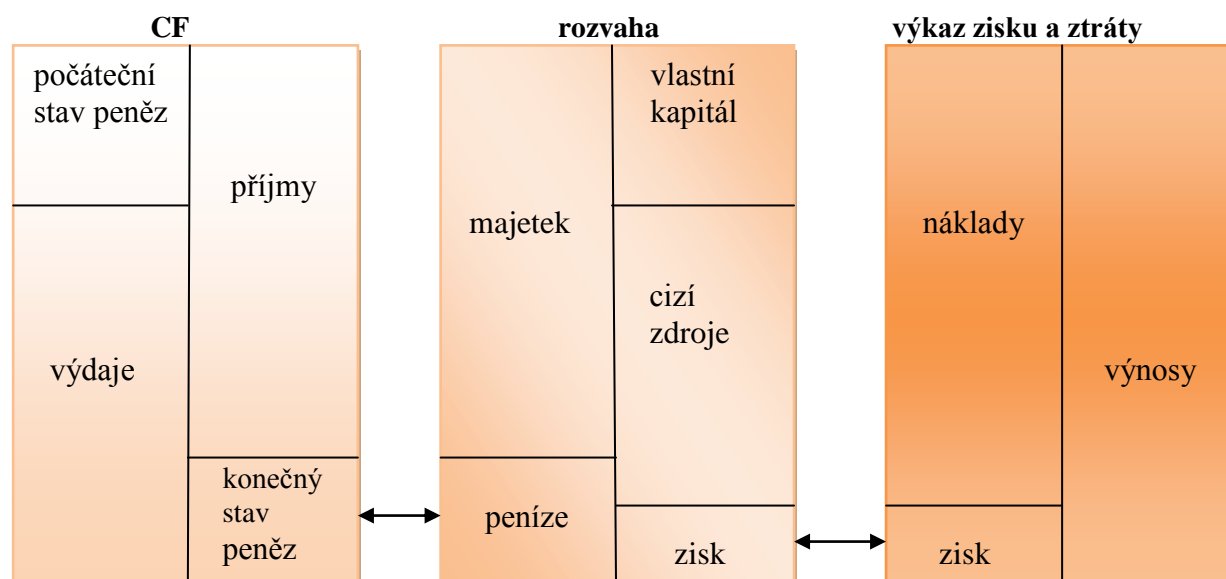 CF
počáteční
stav peněz
výdaje
příjmy
konečný
stav
peněz
rozvaha
majetek
peníze
vlastní
kapitál
cizí
zdroje
zisk
výkaz zisku a ztráty
náklady
zisk
výnosy